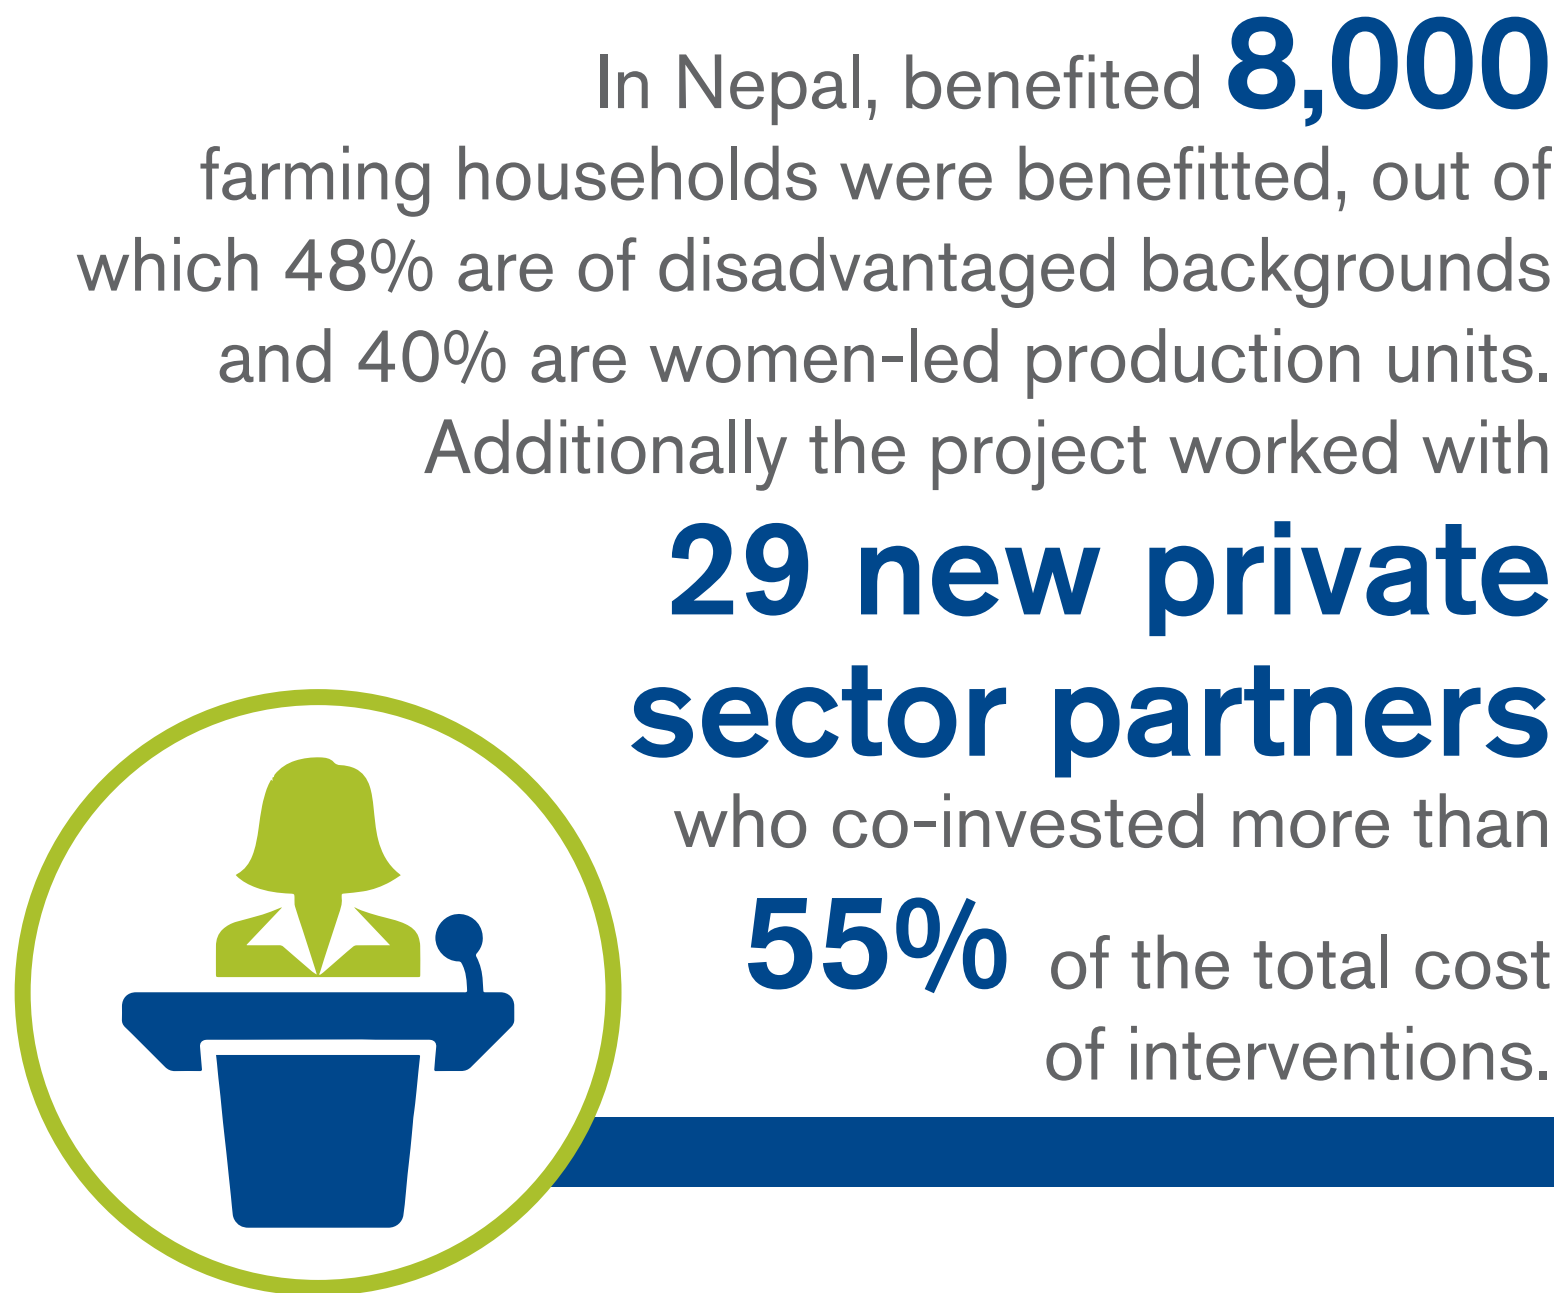 In Nepal, benefited 8,000
farming households were benefitted, out of
which 48% are of disadvantaged backgrounds
and 40% are women-led production units.
Additionally the project worked with
29 new private
sector partners
who co-invested more than
55% of the total cost
of interventions.